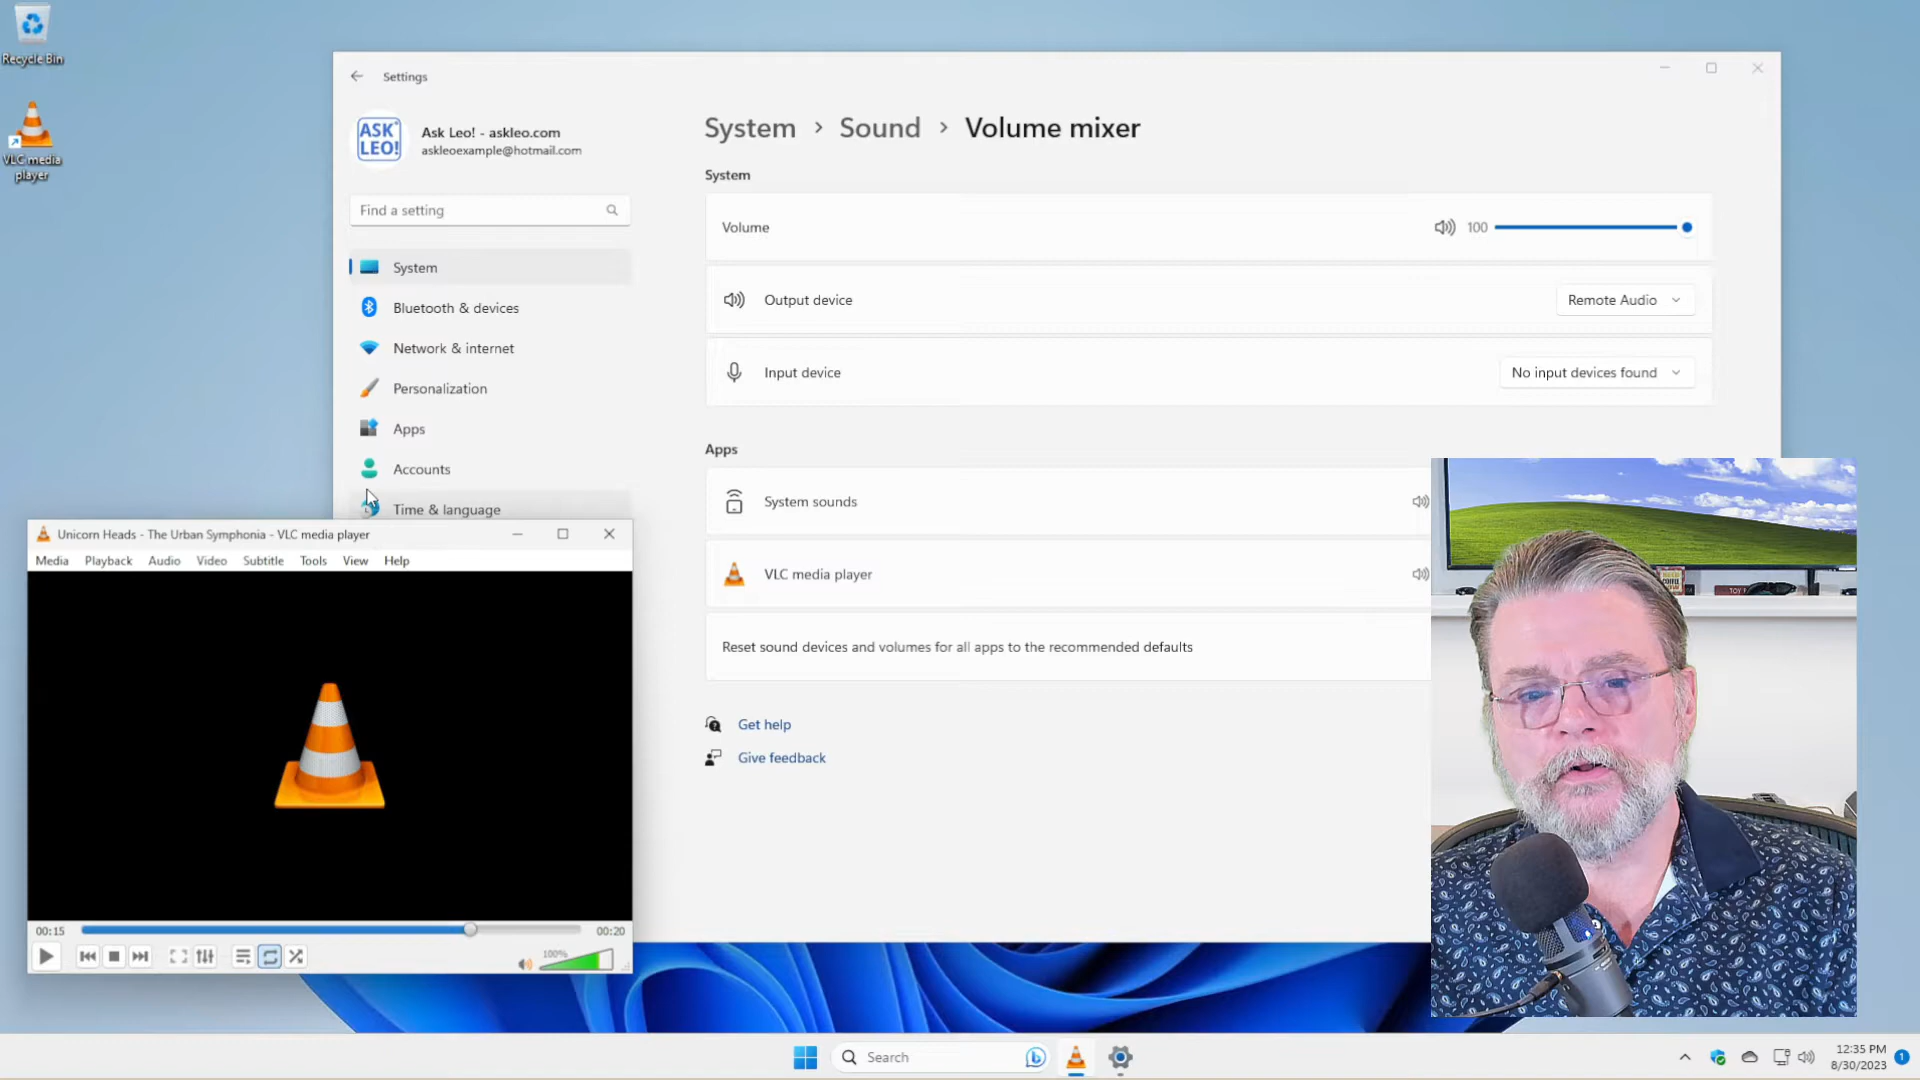 Recycle Bin
VLC media
player
Settings
ASK
LEO!
Ask Leo! - askleo.com
askleoexample@hotmail.com
Find a setting
System
Bluetooth & devices
Network & internet
Personalization
Apps
Accounts
Time & language
System > Sound > Volume mixer
System
Volume
100
Output device
Remote Audio
Input device
No input devices found
Apps
System sounds
VLC media player
Reset sound devices and volumes for all apps to the recommended defaults
Get help
Give feedback
Unicorn Heads - The Urban Symphonia - VLC media player
Media Playback Audio Video Subtitle Tools View Help
00:15
00:20
100%
Search
12:35 PM
8/30/2023
1